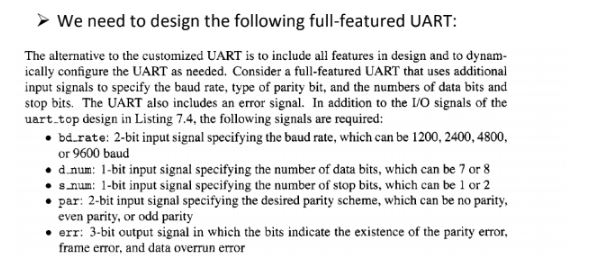 ➢ We need to design the following full-featured UART:
The alternative to the customized UART is to include all features in design and to dynam-
ically configure the UART as needed. Consider a full-featured UART that uses additional
input signals to specify the baud rate, type of parity bit, and the numbers of data bits and
stop bits. The UART also includes an error signal. In addition to the I/O signals of the
uart_top design in Listing 7.4, the following signals are required:
• bd_rate: 2-bit input signal specifying the baud rate, which can be 1200, 2400, 4800,
or 9600 baud
• d_num: 1-bit input signal specifying the number of data bits, which can be 7 or 8
• s_num: 1-bit input signal specifying the number of stop bits, which can be 1 or 2
• par: 2-bit input signal specifying the desired parity scheme, which can be no parity,
even parity, or odd parity
• err: 3-bit output signal in which the bits indicate the existence of the parity error,
frame error, and data overrun error